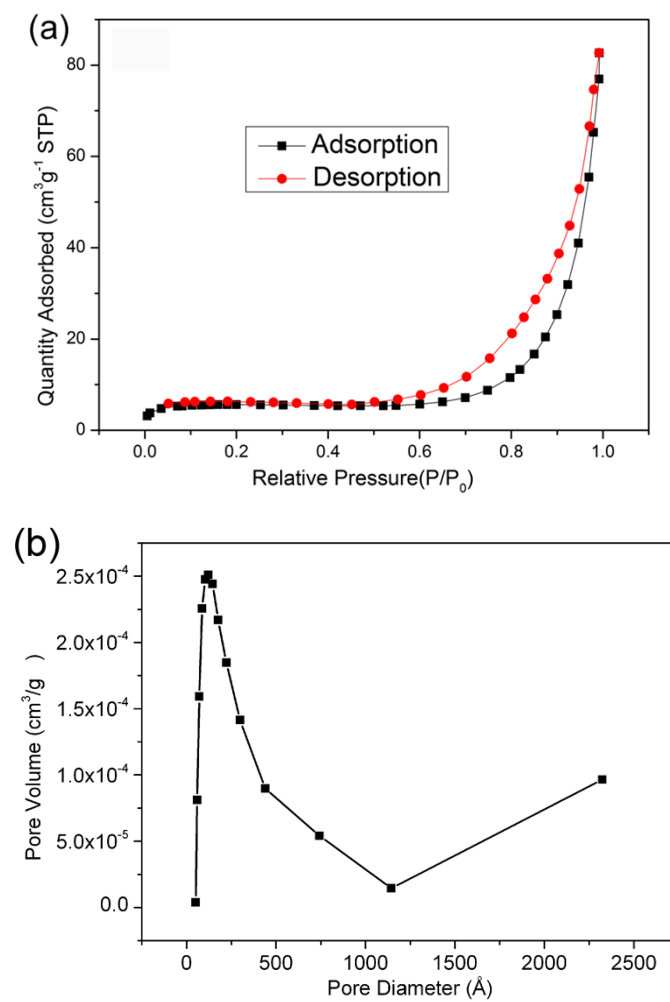 (a)
80
60
40
20
0
Quantity Adsorbed (cm³g⁻¹ STP)
Adsorption
Desorption
0.0 0.2 0.4 0.6 0.8 1.0
Relative Pressure(P/P₀)
(b)
2.5x10⁻⁴
2.0x10⁻⁴
1.5x10⁻⁴
1.0x10⁻⁴
5.0x10⁻⁵
0.0
Pore Volume (cm³/g )
0 500 1000 1500 2000 2500
Pore Diameter (Å)